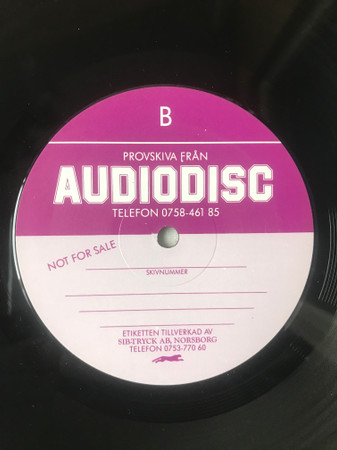 B
PROVSKIVA FRÅN
AUDIODISC
TELEFON 0758-461 85
NOT FOR SALE
SKIVNUMMER
ETIKETTEN TILLVERKAD AV
SIB-TRYCK AB, NORSBORG
TELEFON 0753-770 60